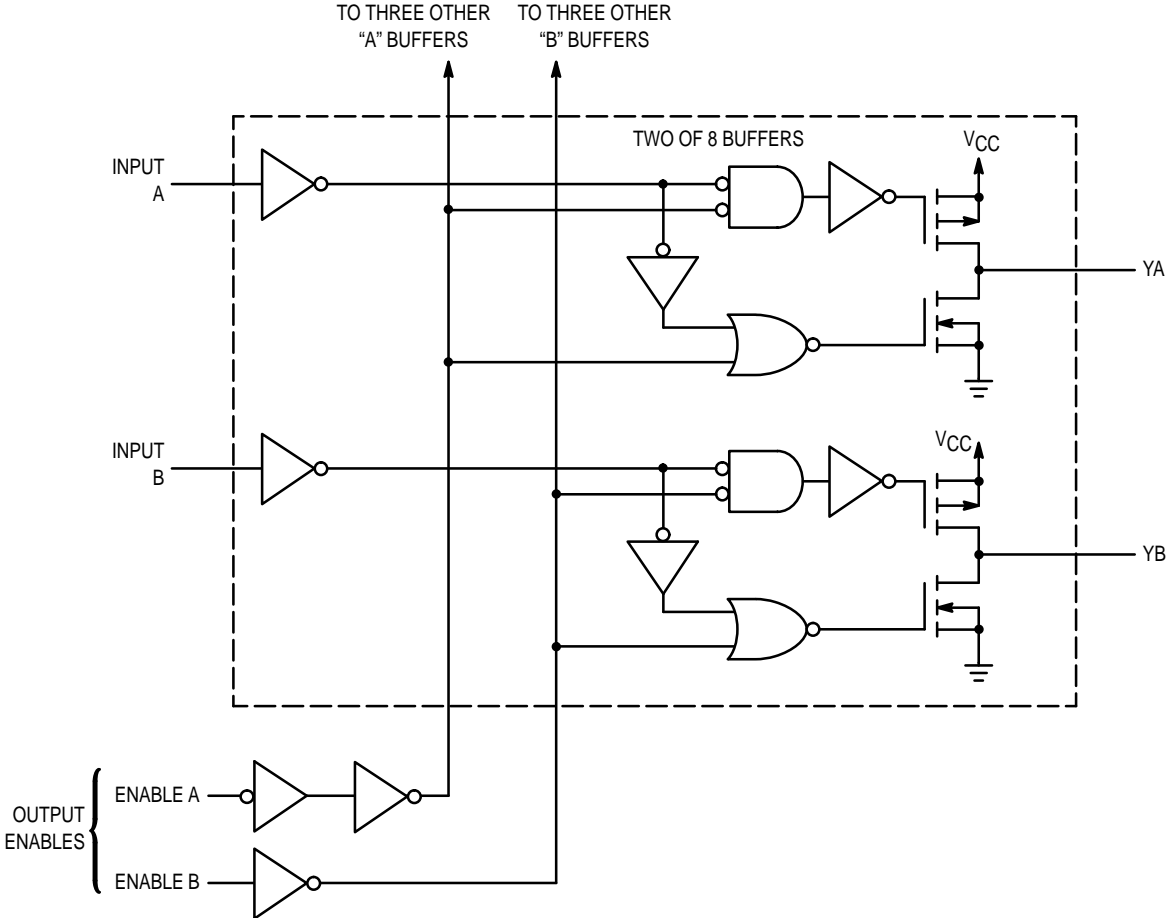 TO THREE OTHER
“A” BUFFERS
TO THREE OTHER
“B” BUFFERS
TWO OF 8 BUFFERS
INPUT
A
VCC
YA
INPUT
B
VCC
YB
OUTPUT
ENABLES
ENABLE A
ENABLE B